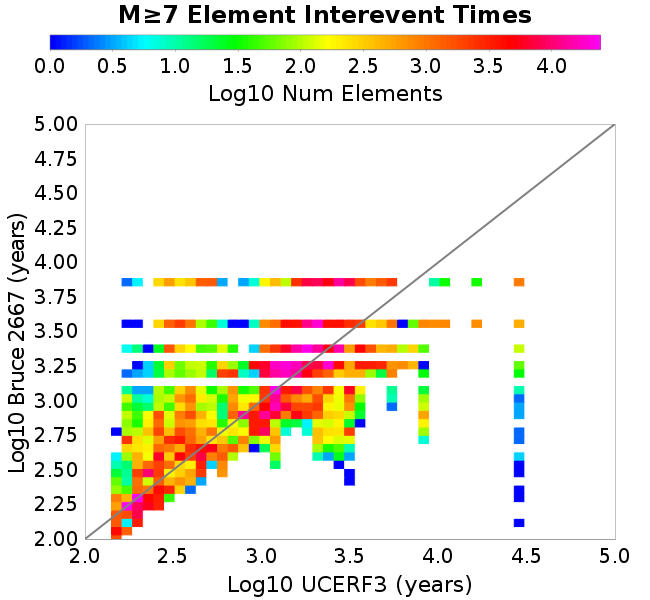 M≥7 Element Interevent Times
0.0 0.5 1.0 1.5 2.0 2.5 3.0 3.5 4.0
Log10 Num Elements
5.00
4.75
4.50
4.25
4.00
3.75
3.50
3.25
3.00
2.75
2.50
2.25
2.00
Log10 Bruce 2667 (years)
2.0 2.5 3.0 3.5 4.0 4.5 5.0
Log10 UCERF3 (years)